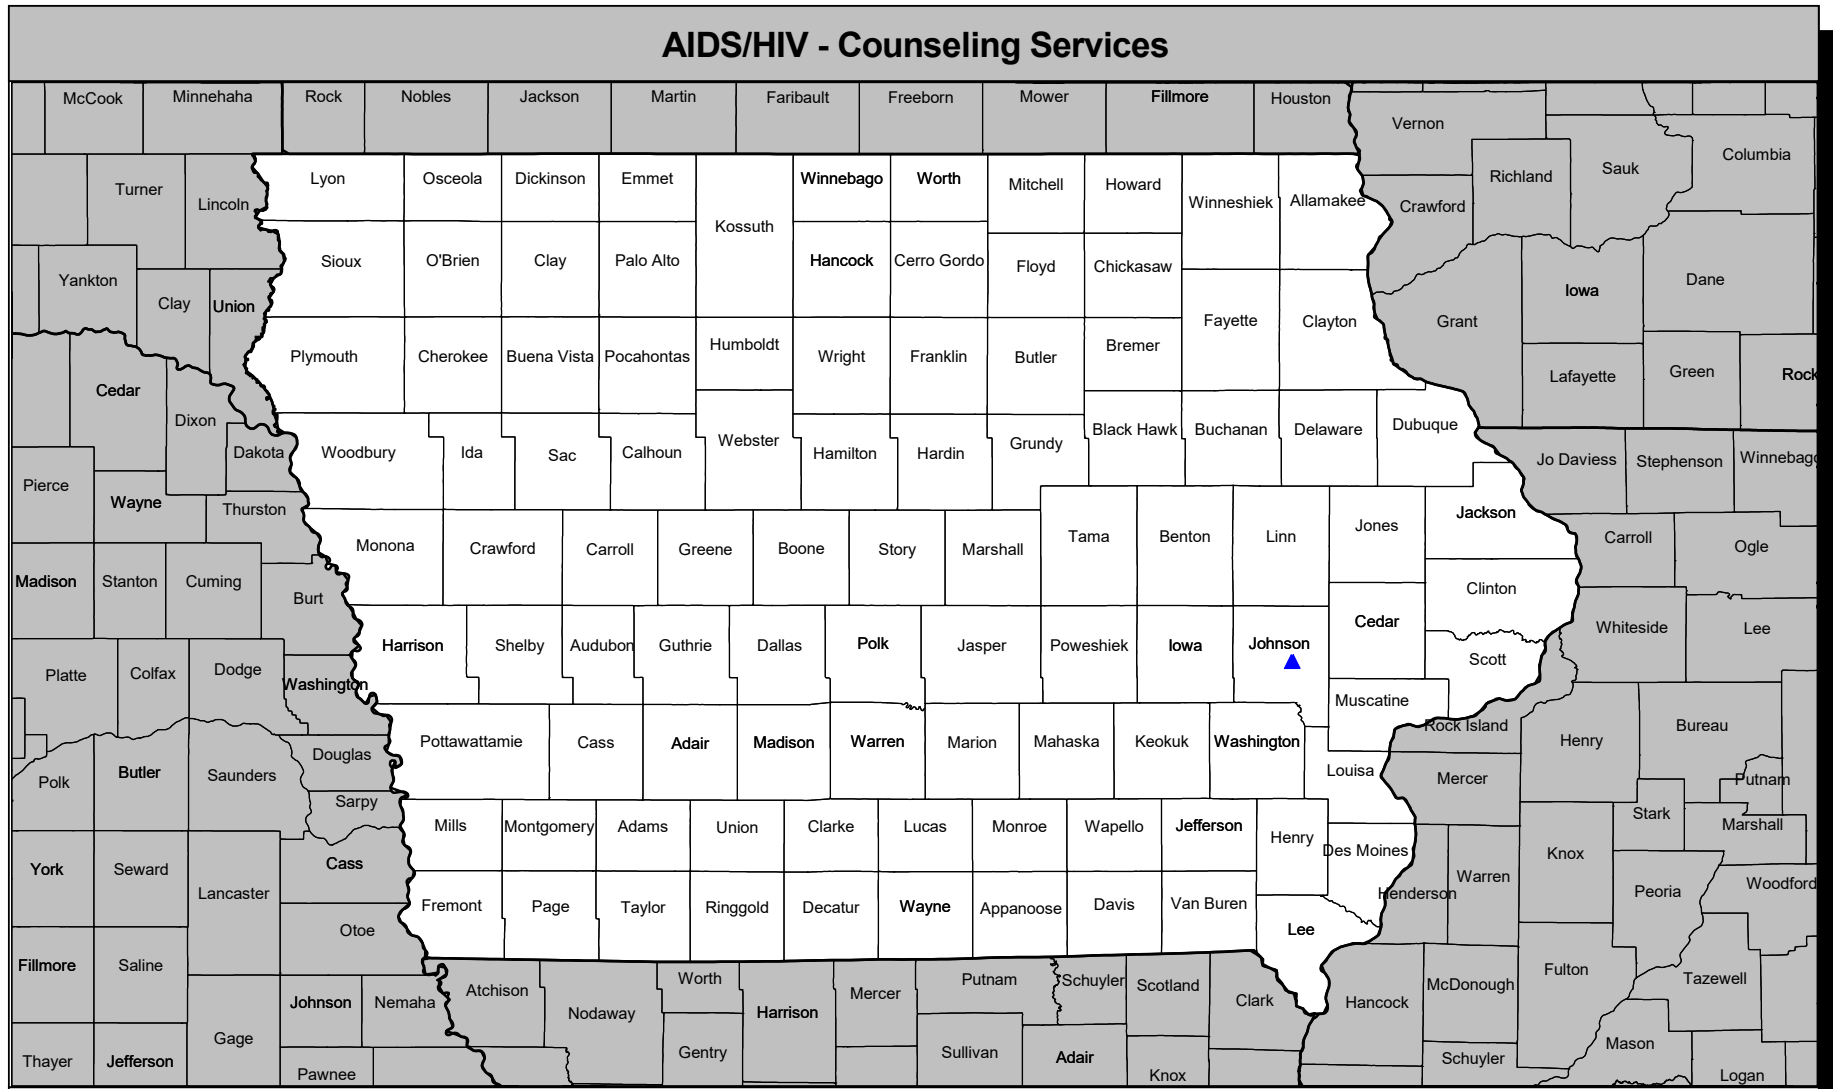 AIDS/HIV - Counseling Services
McCook Minnehaha Rock Nobles Jackson Martin Faribault Freeborn Mower Fillmore Houston
Vernon
Columbia
Sauk
Richland
Turner
Lincoln
Lyon Osceola Dickinson Emmet Winnebago Worth Mitchell Howard
Winneshiek Allamakee Crawford
Kossuth
Sioux O'Brien Clay Palo Alto Hancock Cerro Gordo Floyd Chickasaw
Yankton
Clay Union
Iowa Dane
Fayette Clayton Grant
Plymouth Cherokee Buena Vista Pocahontas Humboldt Wright Franklin Butler Bremer
Lafayette Green Rock
Cedar
Dixon
Dakota
Woodbury Ida Sac Calhoun Webster Hamilton Hardin Grundy Black Hawk Buchanan Delaware Dubuque
Jo Daviess Stephenson Winnebago
Pierce
Wayne
Thurston
Monona Crawford Carroll Greene Boone Story Marshall Tama Benton Linn Jones Jackson
Carroll Ogle
Madison Stanton Cuming
Burt
Clinton
Cedar
Whiteside Lee
Harrison Shelby Audubon Guthrie Dallas Polk Jasper Poweshiek Iowa Johnson
Scott
Platte Colfax Dodge
Washington
Muscatine
Rock Island
Henry Bureau
Pottawattamie Cass Adair Madison Warren Marion Mahaska Keokuk Washington
Louisa
Mercer
Putnam
Douglas
Polk Butler Saunders
Sarpy
Stark
Marshall
Mills Montgomery Adams Union Clarke Lucas Monroe Wapello Jefferson Henry
Des Moines
Knox
York Seward Cass
Lancaster
Henderson
Warren
Peoria
Woodford
Fremont Page Taylor Ringgold Decatur Wayne Appanoose Davis Van Buren
Lee
Otoe
Fillmore Saline
Fulton
Tazewell
Johnson Nemaha Atchison
Nodaway
Worth
Harrison
Mercer
Putnam Schuyler Scotland
Clark
Hancock
McDonough
Gage
Gentry
Sullivan
Adair
Mason
Schuyler
Thayer Jefferson
Pawnee
Knox
Logan